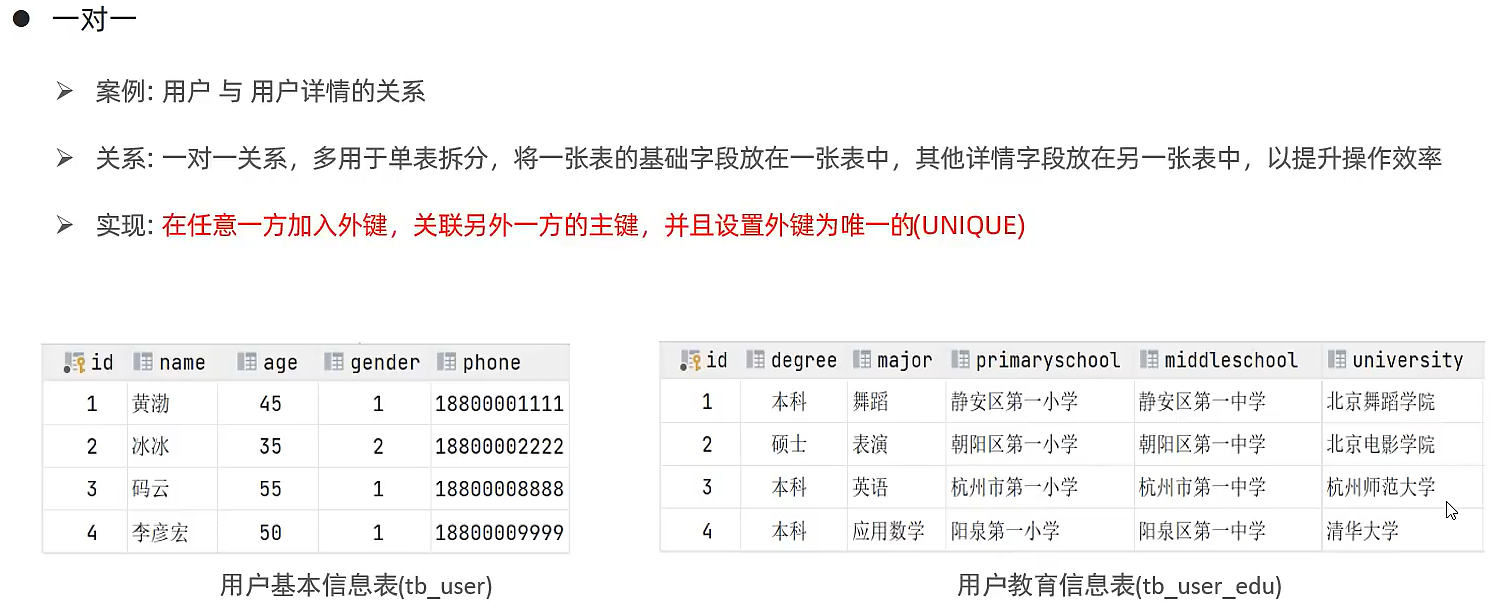 一对一
案例: 用户 与 用户详情的关系
关系: 一对一关系，多用于单表拆分，将一张表的基础字段放在一张表中，其他详情字段放在另一张表中，以提升操作效率
实现: 在任意一方加入外键，关联另外一方的主键，并且设置外键为唯一的(UNIQUE)
id name age gender phone
1 黄渤 45 1 18800001111
2 冰冰 35 2 18800002222
3 码云 55 1 18800008888
4 李彦宏 50 1 18800009999
用户基本信息表(tb_user)
id degree major primaryschool middleschool university
1 本科 舞蹈 静安区第一小学 静安区第一中学 北京舞蹈学院
2 硕士 表演 朝阳区第一小学 朝阳区第一中学 北京电影学院
3 本科 英语 杭州市第一小学 杭州市第一中学 杭州师范大学
4 本科 应用数学 阳泉第一小学 阳泉区第一中学 清华大学
用户教育信息表(tb_user_edu)